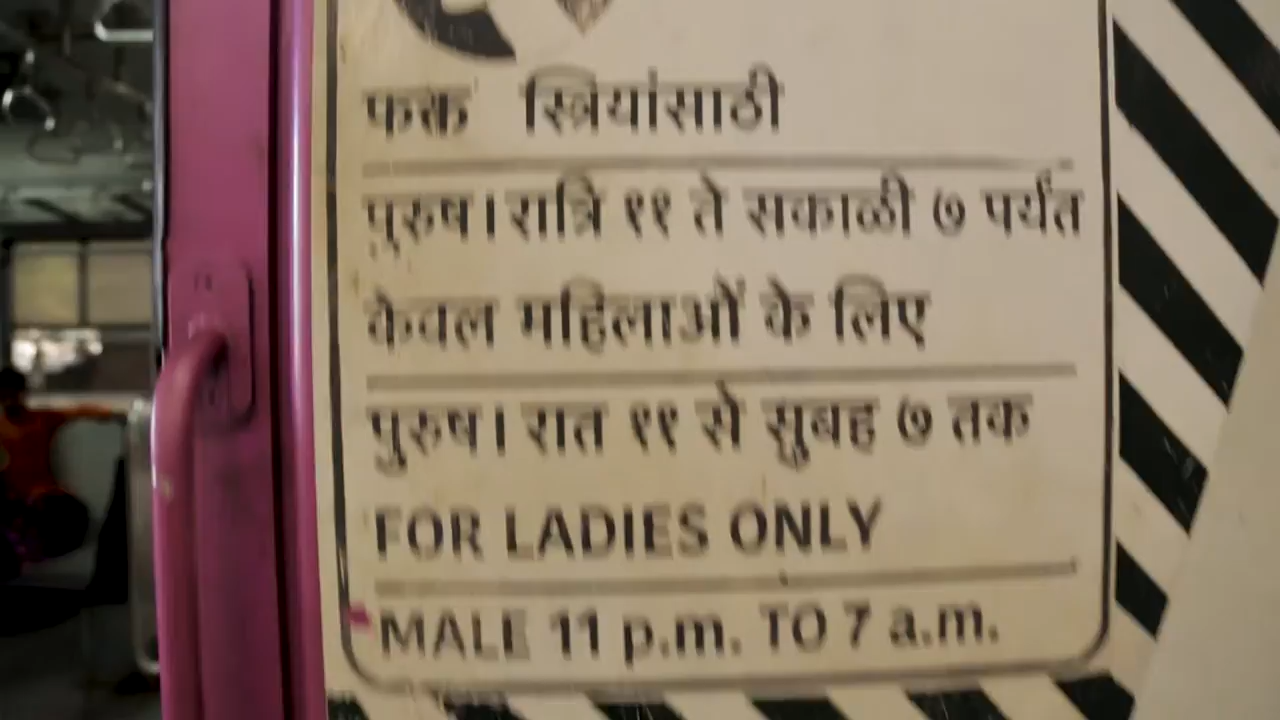 फक्त स्त्रियांसाठी
पुरुष। रात्रि ११ ते सकाळी ७ पर्यंत
केवल महिलाओं के लिए
पुरुष। रात ११ से सुबह ७ तक
FOR LADIES ONLY
MALE 11 p.m. TO 7 a.m.